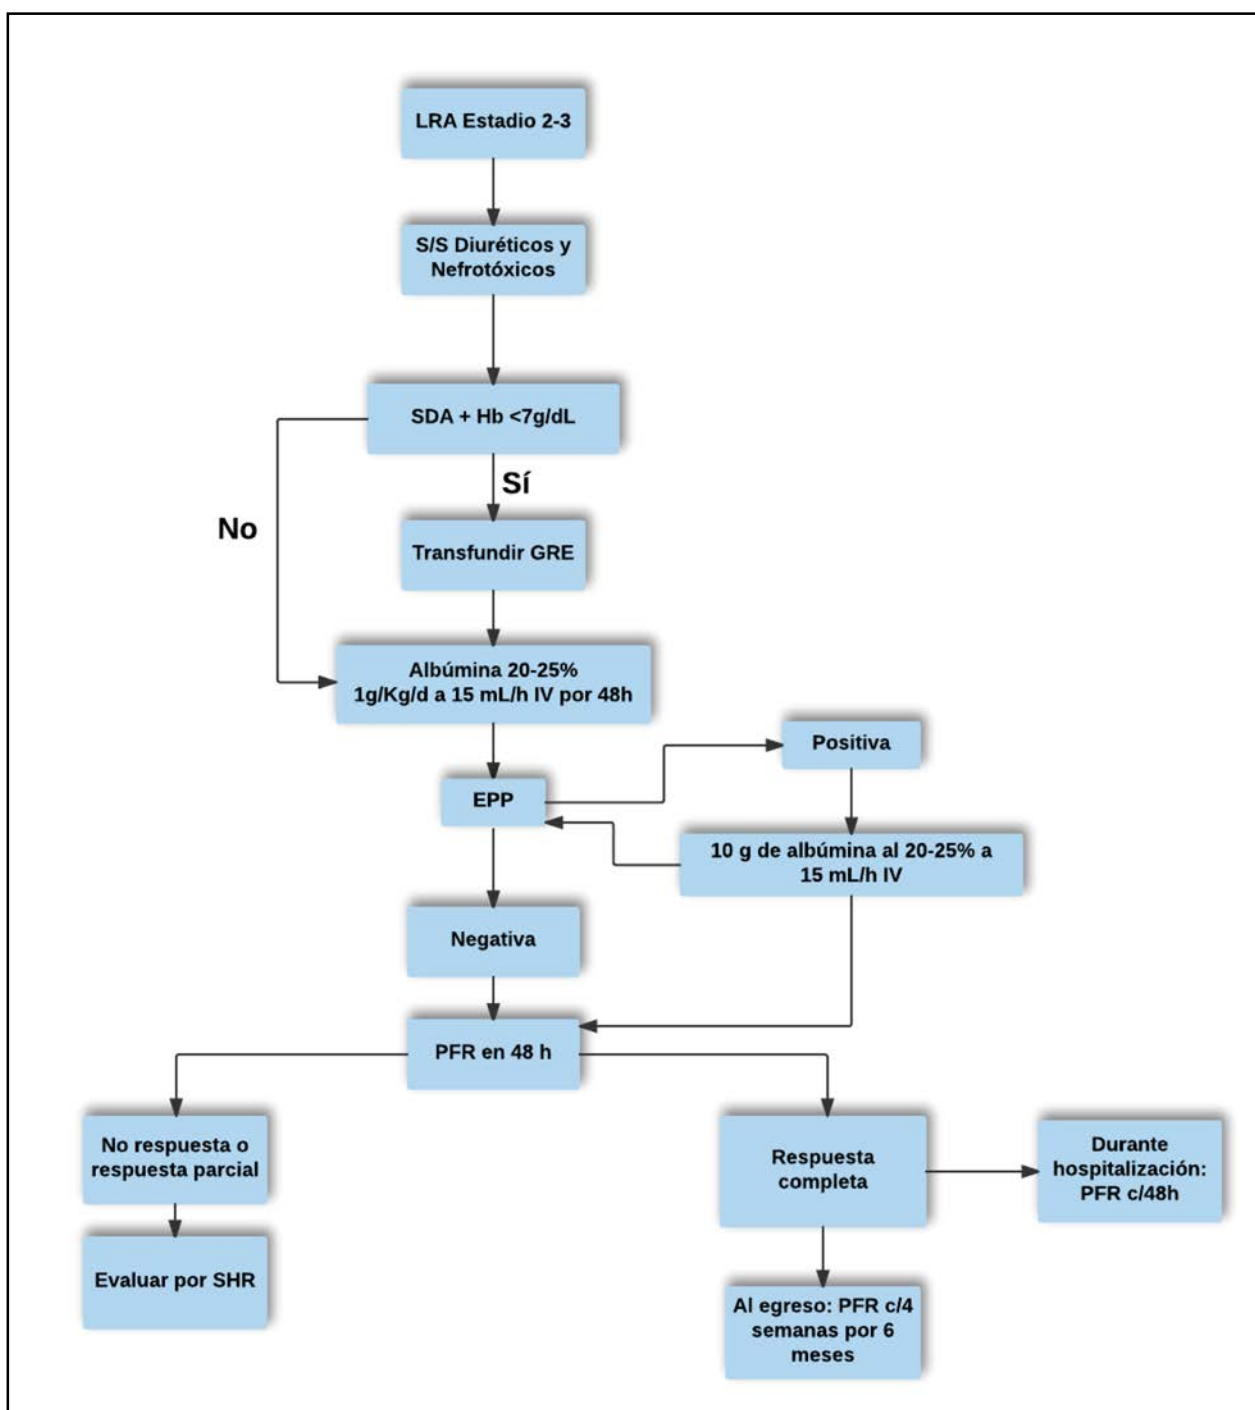 LRA Estadio 2-3
S/S Diuréticos y
Nefrotóxicos
SDA + Hb <7g/dL
Sí
No
Transfundir GRE
Albúmina 20-25%
1g/Kg/d a 15 mL/h IV por 48h
Positiva
EPP
10 g de albúmina al 20-25% a
15 mL/h IV
Negativa
PFR en 48 h
No respuesta o
respuesta parcial
Respuesta
completa
Durante
hospitalización:
PFR c/48h
Evaluar por SHR
Al egreso: PFR c/4
semanas por 6
meses